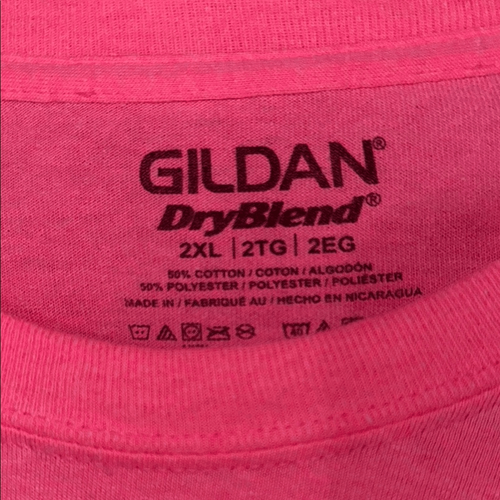 GILDAN®
DryBlend®
2XL | 2TG | 2EG
50% COTTON / COTON / ALGODÓN
50% POLYESTER / POLYESTER / POLIÉSTER
MADE IN / FABRIQUÉ AU / HECHO EN NICARAGUA